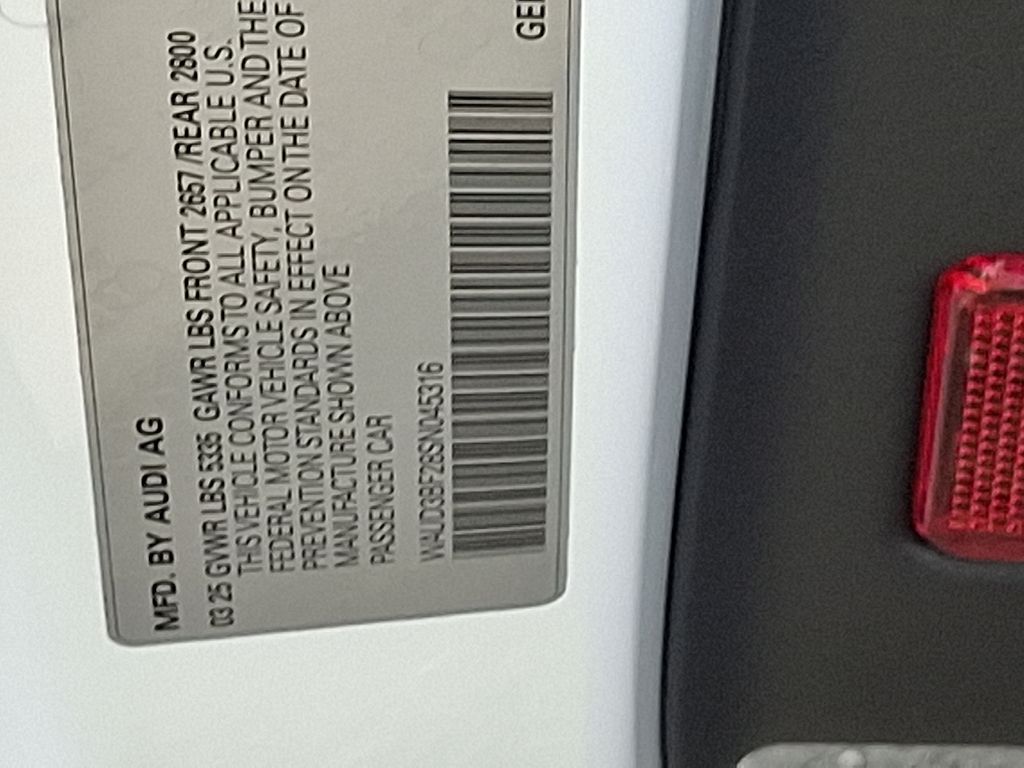 MFD. BY AUDI AG
03 25 GVWR LBS 5335 GAWR LBS FRONT 2657 /REAR 2800
THIS VEHICLE CONFORMS TO ALL APPLICABLE U.S.
FEDERAL MOTOR VEHICLE SAFETY, BUMPER AND THE
PREVENTION STANDARDS IN EFFECT ON THE DATE OF
MANUFACTURE SHOWN ABOVE
PASSENGER CAR
WAUD3BF28SN045316
GE